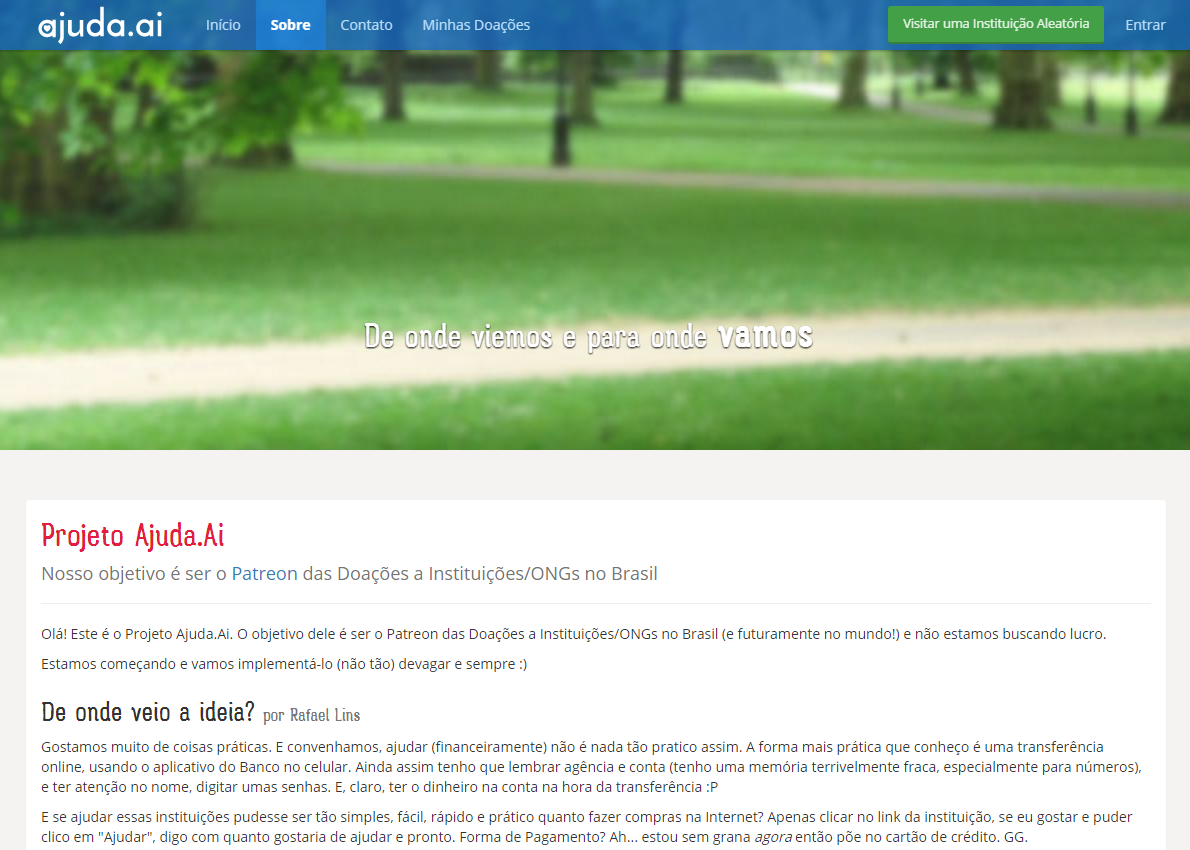 ajuda.ai Início Sobre Contato Minhas Doações Visitar uma Instituição Aleatória Entrar
De onde viemos e para onde vamos
Projeto Ajuda.Ai
Nosso objetivo é ser o Patreon das Doações a Instituições/ONGs no Brasil
Olá! Este é o Projeto Ajuda.Ai. O objetivo dele é ser o Patreon das Doações a Instituições/ONGs no Brasil (e futuramente no mundo!) e não estamos buscando lucro.
Estamos começando e vamos implementá-lo (não tão) devagar e sempre :)
De onde veio a ideia? por Rafael Lins
Gostamos muito de coisas práticas. E convenhamos, ajudar (financeiramente) não é nada tão pratico assim. A forma mais prática que conheço é uma transferência
online, usando o aplicativo do Banco no celular. Ainda assim tenho que lembrar agência e conta (tenho uma memória terrivelmente fraca, especialmente para números),
e ter atenção no nome, digitar umas senhas. E, claro, ter o dinheiro na conta na hora da transferência :P
E se ajudar essas instituições pudesse ser tão simples, fácil, rápido e prático quanto fazer compras na Internet? Apenas clicar no link da instituição, se eu gostar e puder
clico em "Ajudar", digo com quanto gostaria de ajudar e pronto. Forma de Pagamento? Ah... estou sem grana agora então põe no cartão de crédito. GG.